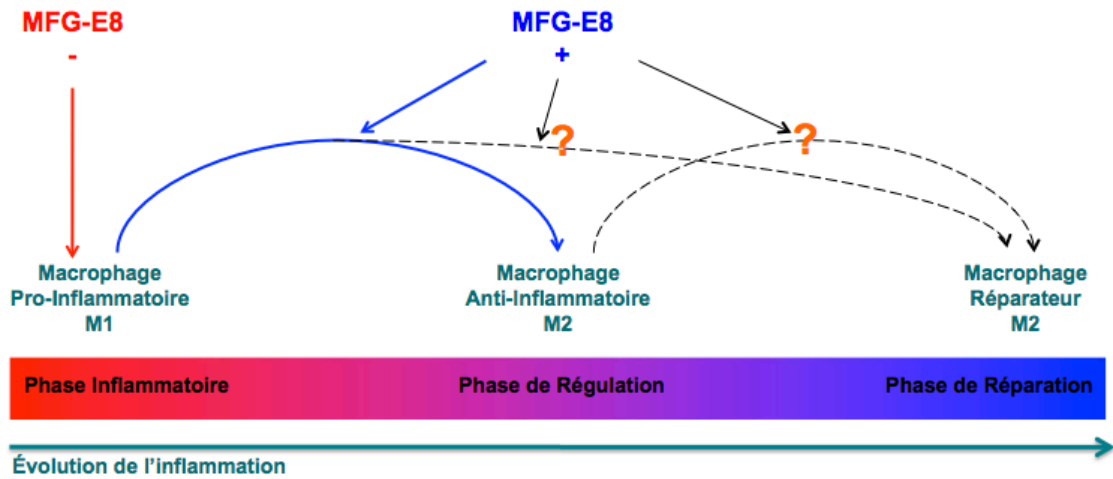 MFG-E8
-
MFG-E8
+
?
?
Macrophage
Pro-Inflammatoire
M1
Macrophage
Anti-Inflammatoire
M2
Macrophage
Réparateur
M2
Phase Inflammatoire
Phase de Régulation
Phase de Réparation
Évolution de l'inflammation